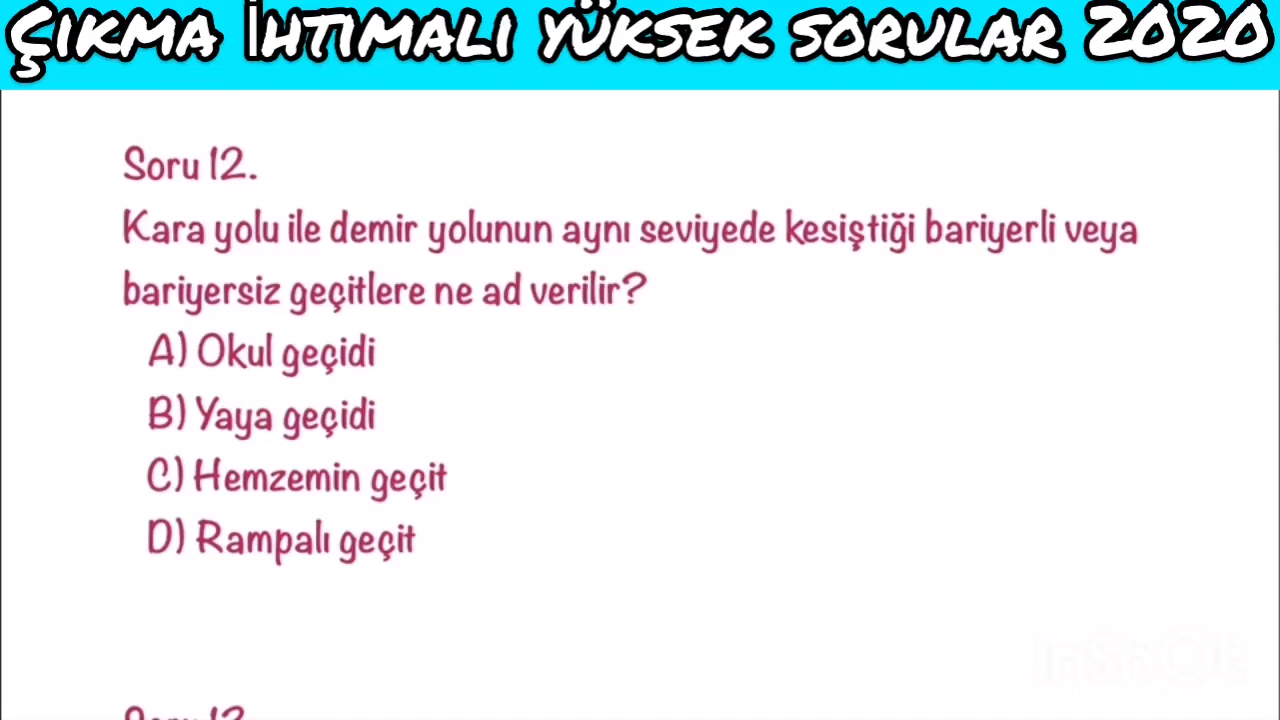 Çıkma İhtimalı yüksek sorular 2020
Soru 12.
Kara yolu ile demir yolunun aynı seviyede kesiştiği bariyerli veya
bariyersiz geçitlere ne ad verilir?
A) Okul geçidi
B) Yaya geçidi
C) Hemzemin geçit
D) Rampalı geçit